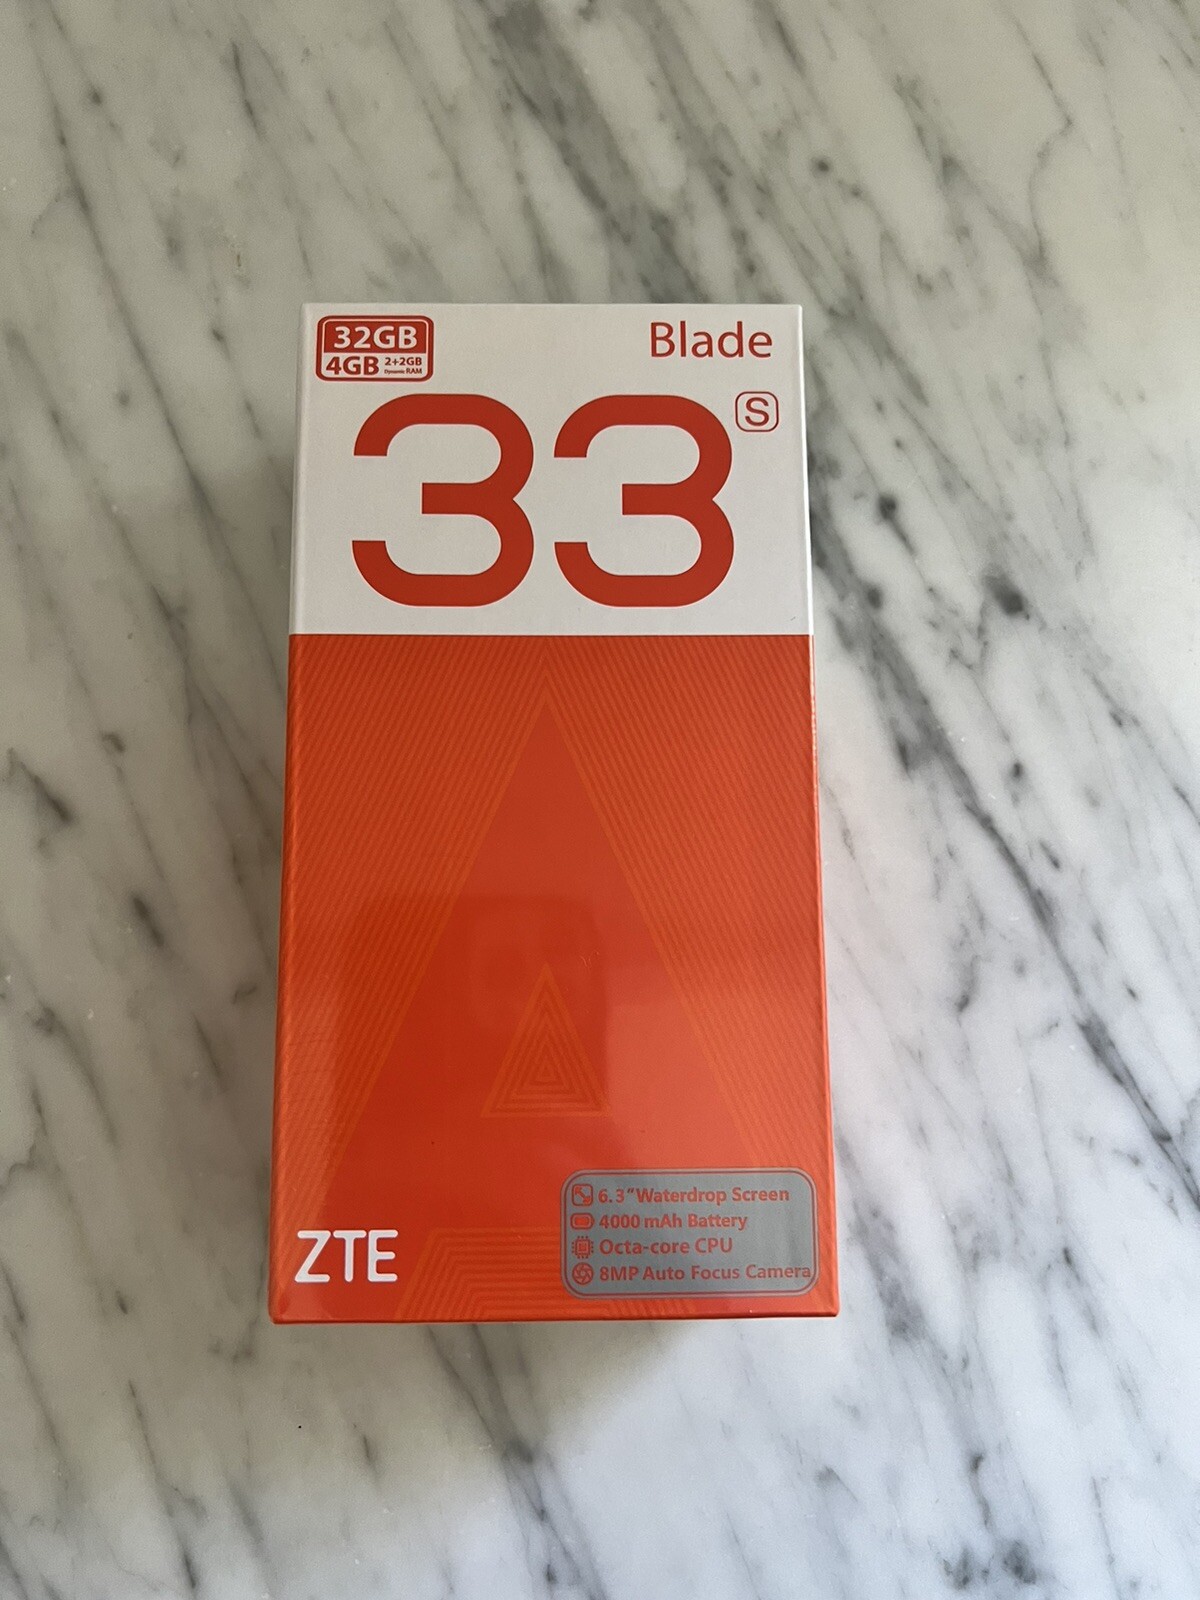 32GB
4GB 2+2GB
Dynamic RAM
Blade
33 S
6.3"Waterdrop Screen
4000 mAh Battery
Octa-core CPU
8MP Auto Focus Camera
ZTE